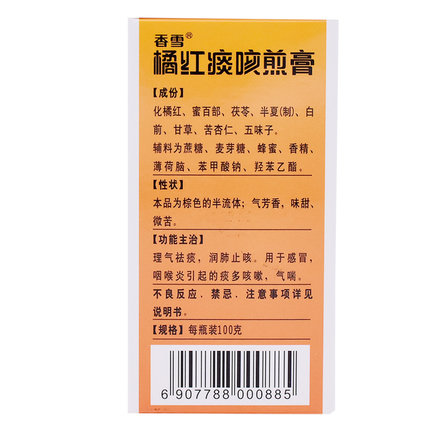 香雪®
橘红痰咳煎膏
【成份】
化橘红、蜜百部、茯苓、半夏(制)、白
前、甘草、苦杏仁、五味子。
辅料为蔗糖、麦芽糖、蜂蜜、香精、
薄荷脑、苯甲酸钠、羟苯乙酯。
【性状】
本品为棕色的半流体；气芳香，味甜、
微苦。
【功能主治】
理气祛痰，润肺止咳。用于感冒，
咽喉炎引起的痰多咳嗽，气喘。
不良反应、禁忌、注意事项详见
说明书。
【规格】每瓶装100克
6 907788 000885